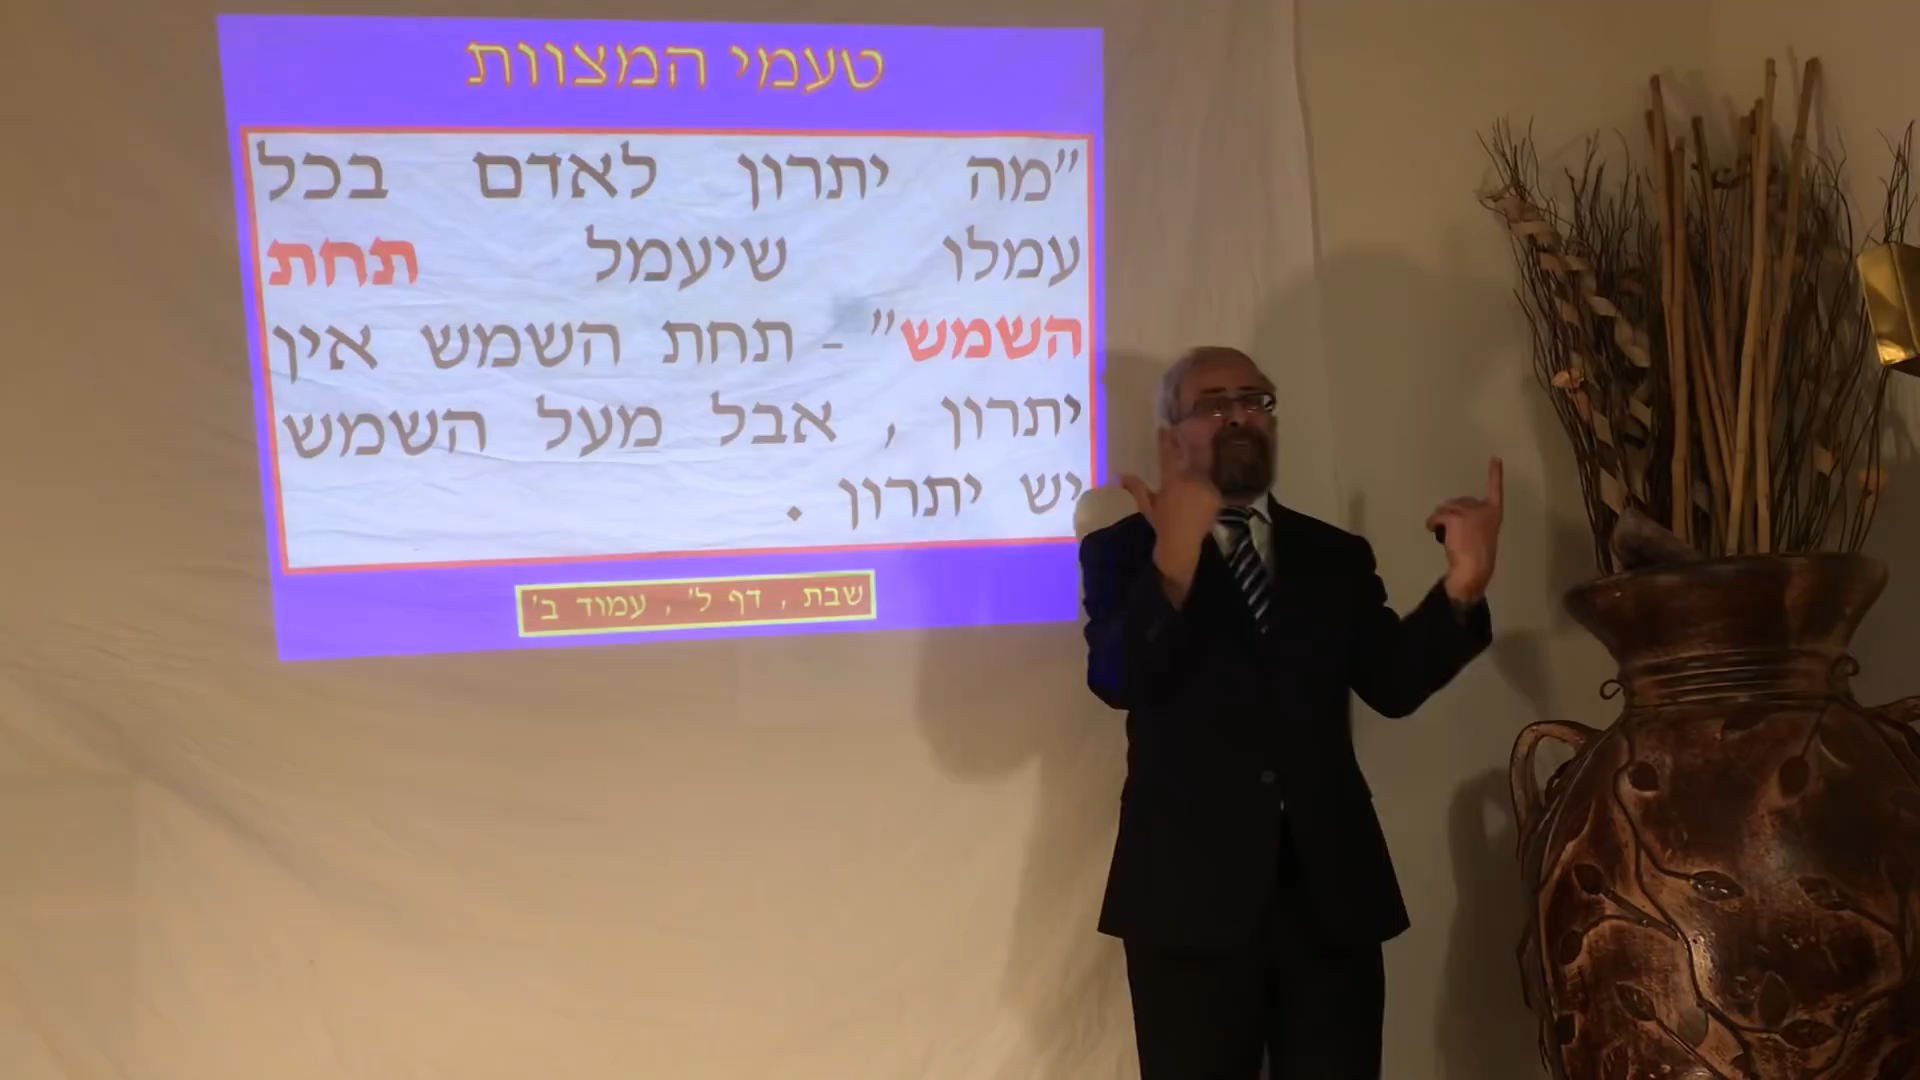 טעמי המצוות
"מה יתרון לאדם בכל
עמלו שיעמל תחת
השמש" - תחת השמש אין
יתרון , אבל מעל השמש
יש יתרון .
שבת , דף ל' , עמוד ב'